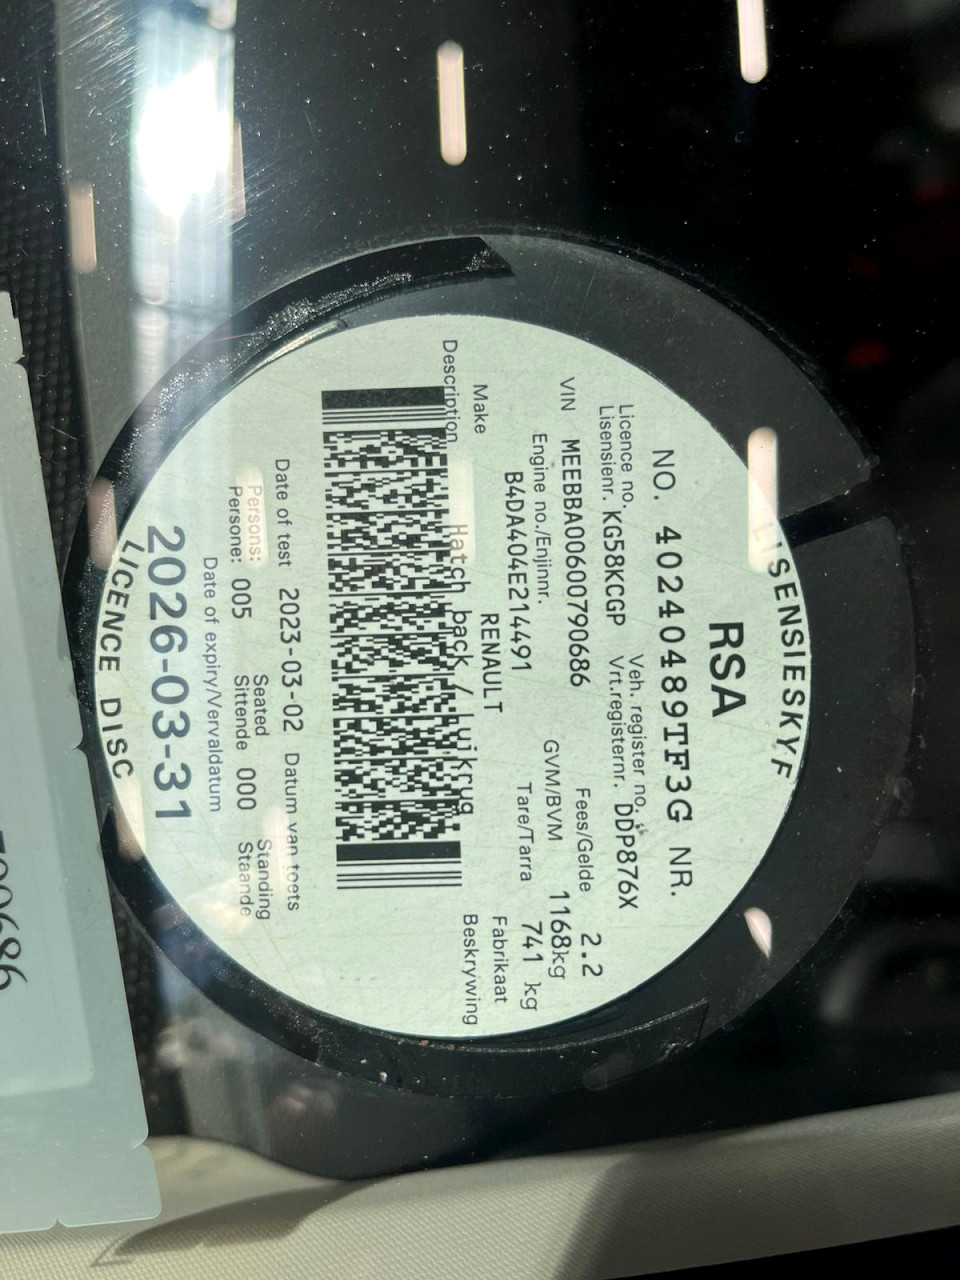 LISENSIESKYF
RSA
NO. 40240489TF3G NR.
Licence no. Veh. register no.
Lisensienr. KG58KCGP Vrt.registernr. DDP876X
Fees/Gelde 2.2
VIN MEEBBA00600790686 GVM/BVM 1168kg
Engine no./Enjinnr. Tare/Tarra 741 kg
B4DA404E214491
Make RENAULT Fabrikaat
Description Hatch back / luikrug Beskrywing
Date of test 2023-03-02 Datum van toets
Persons: Seated Standing
Persone: 005 Sittende 000 Staande
Date of expiry/Vervaldatum
2026-03-31
LICENCE DISC